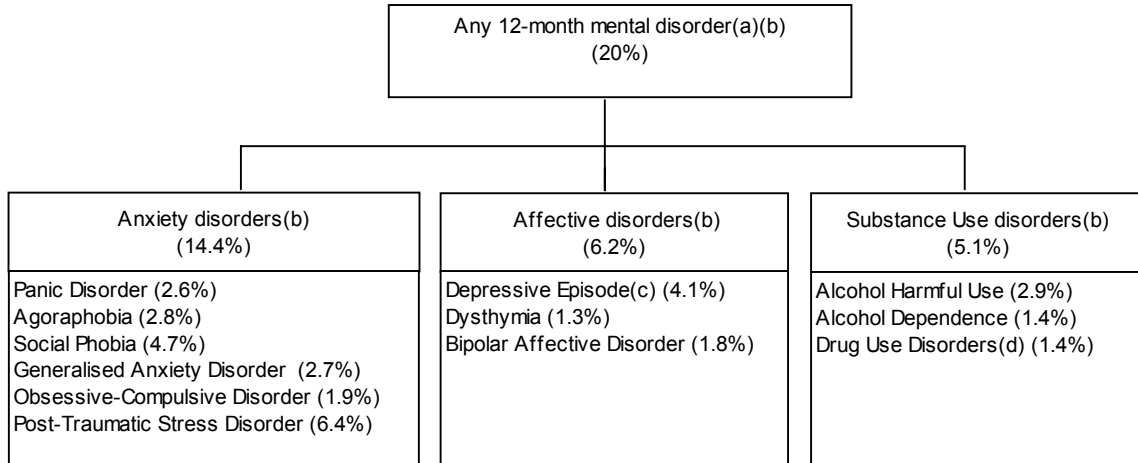 Any 12-month mental disorder(a)(b)
(20%)
Anxiety disorders(b)
(14.4%)
Panic Disorder (2.6%)
Agoraphobia (2.8%)
Social Phobia (4.7%)
Generalised Anxiety Disorder (2.7%)
Obsessive-Compulsive Disorder (1.9%)
Post-Traumatic Stress Disorder (6.4%)
Affective disorders(b)
(6.2%)
Depressive Episode(c) (4.1%)
Dysthymia (1.3%)
Bipolar Affective Disorder (1.8%)
Substance Use disorders(b)
(5.1%)
Alcohol Harmful Use (2.9%)
Alcohol Dependence (1.4%)
Drug Use Disorders(d) (1.4%)